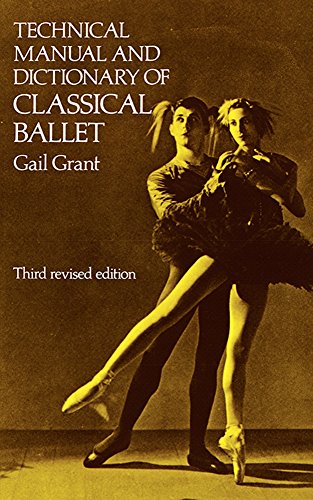 TECHNICAL
MANUAL AND
DICTIONARY OF
CLASSICAL
BALLET
Gail Grant
Third revised edition